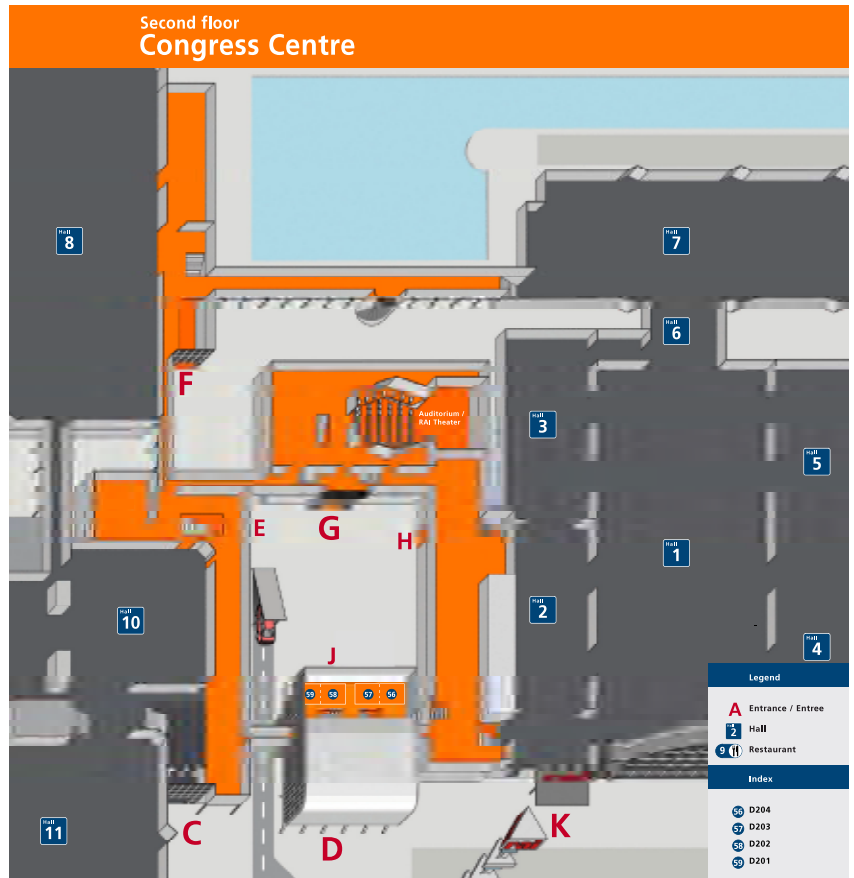 Second floor
Congress Centre
Hall
8
Hall
7
Hall
6
F
Auditorium /
RAI Theater
Hall
3
Hall
5
E
G
H
Hall
1
Hall
10
Hall
2
J
Hall
4
59 58 57 56
Legend
A Entrance / Entree
Hall
2
Hall
9 Restaurant
Index
56 D204
57 D203
58 D202
59 D201
C
D
K
Hall
11